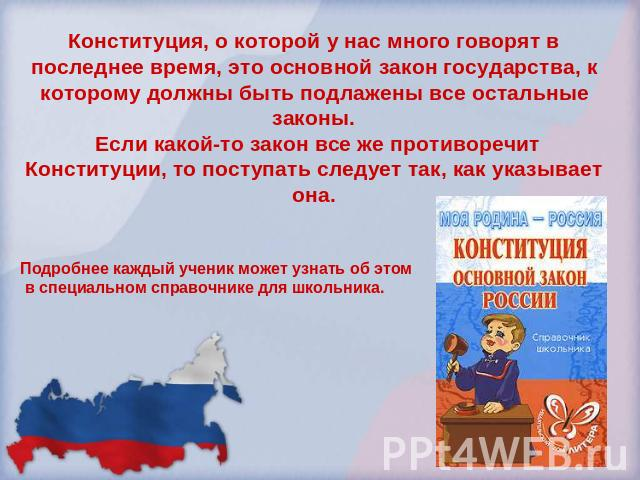 Конституция, о которой у нас много говорят в
последнее время, это основной закон государства, к
которому должны быть подлажены все остальные
законы.
Если какой-то закон все же противоречит
Конституции, то поступать следует так, как указывает
она.
Подробнее каждый ученик может узнать об этом
в специальном справочнике для школьника.
МОЯ РОДИНА – РОССИЯ
КОНСТИТУЦИЯ
ОСНОВНОЙ ЗАКОН
РОССИИ
Справочник
школьника
ЛИТЕРА
PPt4WEB.ru